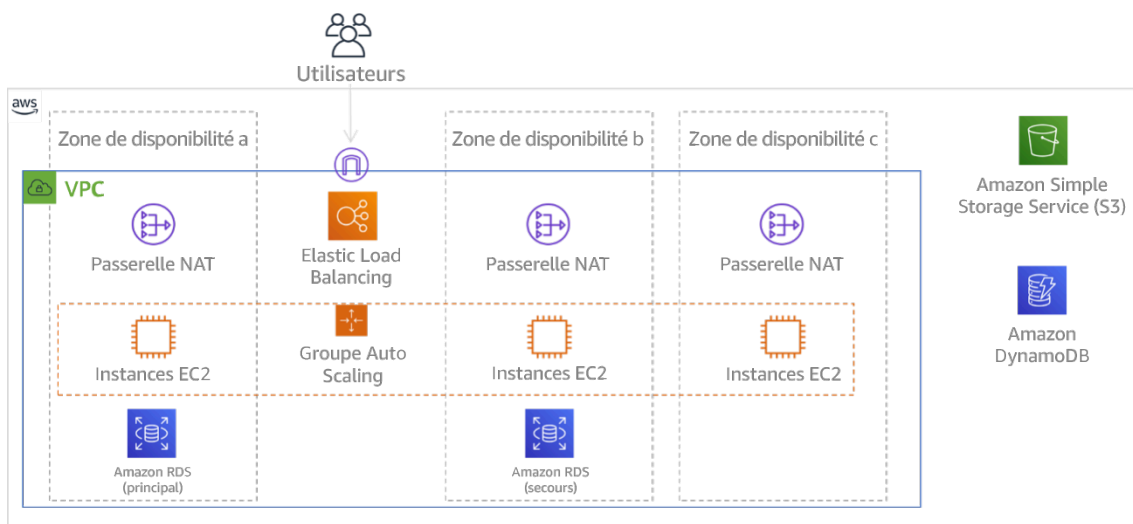 Utilisateurs
aws
Zone de disponibilité a
Zone de disponibilité b
Zone de disponibilité c
VPC
Passerelle NAT
Elastic Load
Balancing
Passerelle NAT
Passerelle NAT
Amazon Simple
Storage Service (S3)
Instances EC2
Groupe Auto
Scaling
Instances EC2
Instances EC2
Amazon
DynamoDB
Amazon RDS
(principal)
Amazon RDS
(secours)